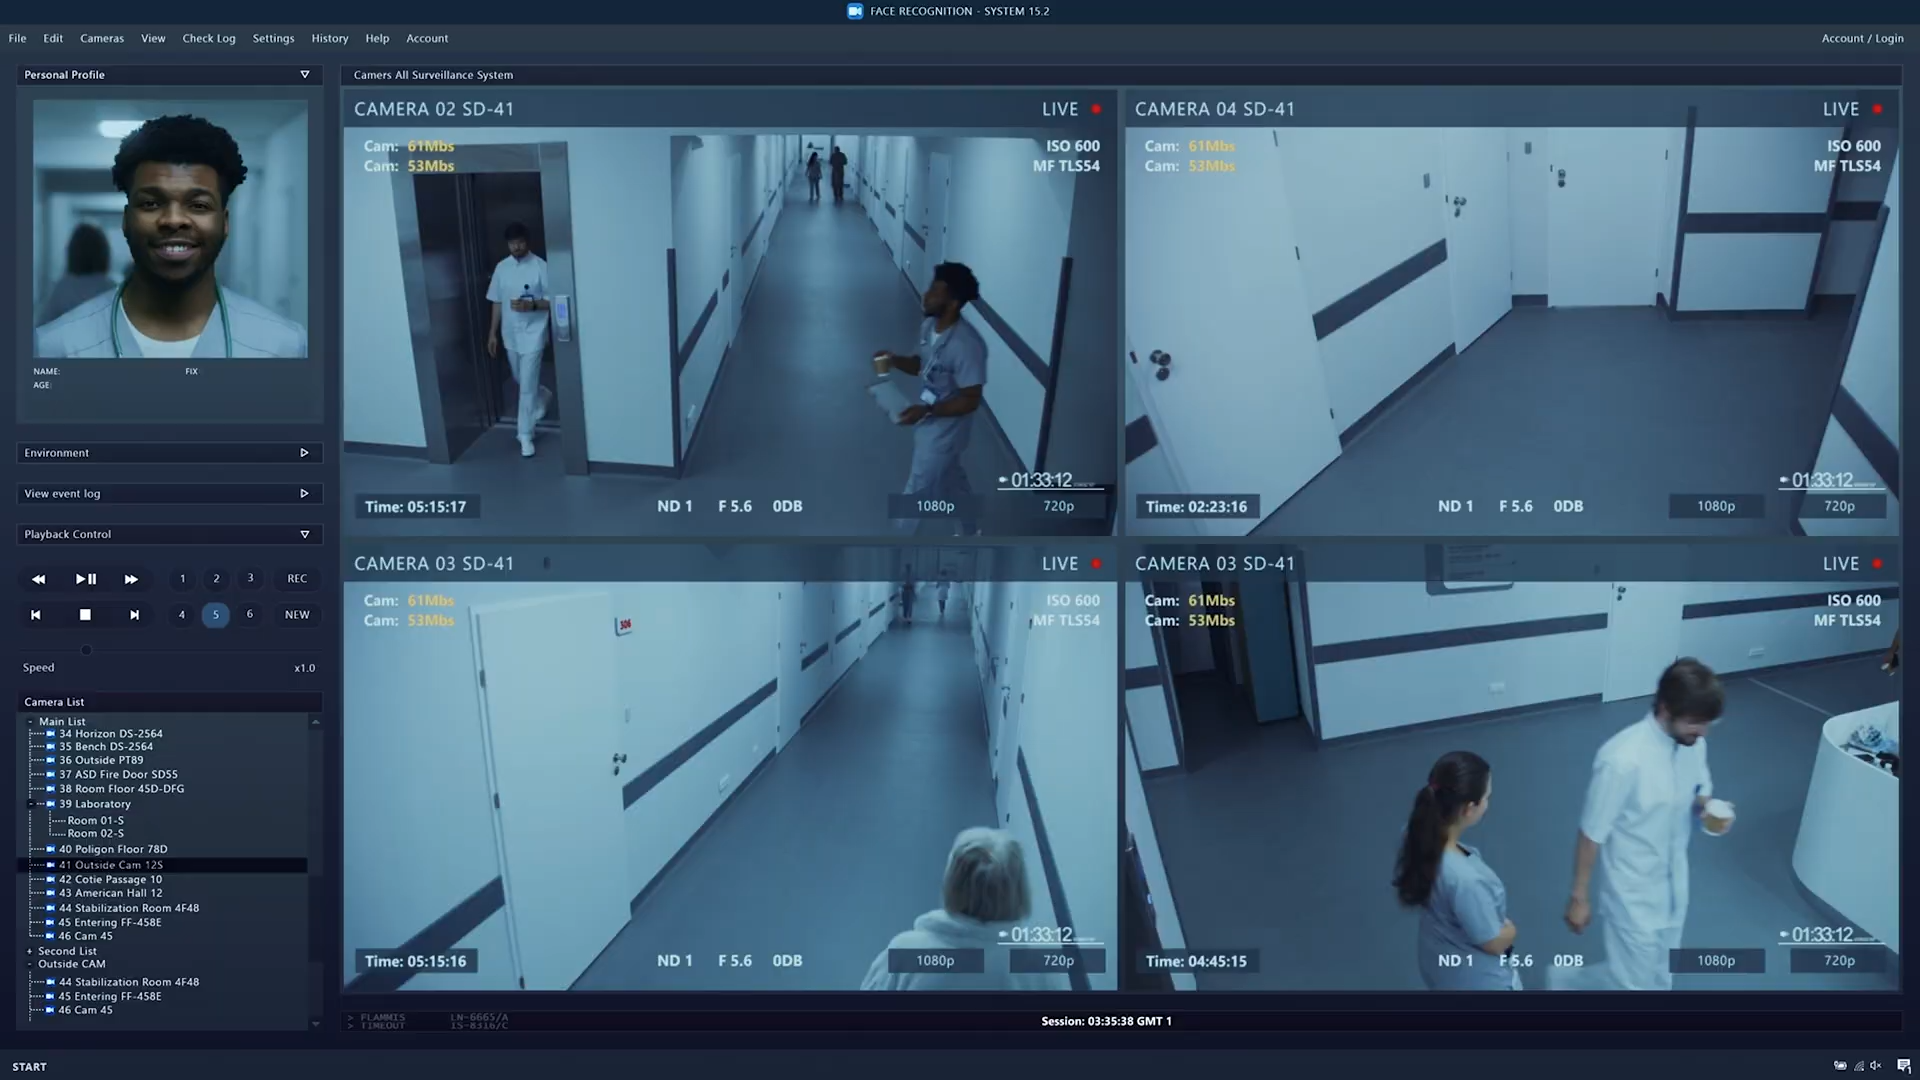 FACE RECOGNITION - SYSTEM 15.2
File Edit Cameras View Check Log Settings History Help Account
Account / Login
Personal Profile
NAME: FIX
AGE:
Environment
View event log
Playback Control
1 2 3 REC
4 5 6 NEW
Speed x1.0
Camera List
- Main List
34 Horizon DS-2564
35 Bench DS-2564
36 Outside PT89
37 ASD Fire Door SD55
38 Room Floor 45D-DFG
39 Laboratory
Room 01-S
Room 02-S
40 Poligon Floor 78D
41 Outside Cam 12S
42 Cotie Passage 10
43 American Hall 12
44 Stabilization Room 4F48
45 Entering FF-458E
46 Cam 45
+ Second List
- Outside CAM
44 Stabilization Room 4F48
45 Entering FF-458E
46 Cam 45
Camers All Surveillance System
CAMERA 02 SD-41 LIVE
Cam: 61Mbs ISO 600
Cam: 53Mbs MF TLS54
01:33:12
Time: 05:15:17 ND 1 F 5.6 0DB 1080p 720p
CAMERA 04 SD-41 LIVE
Cam: 61Mbs ISO 600
Cam: 53Mbs MF TLS54
01:33:12
Time: 02:23:16 ND 1 F 5.6 0DB 1080p 720p
CAMERA 03 SD-41 LIVE
Cam: 61Mbs ISO 600
Cam: 53Mbs MF TLS54
306
01:33:12
Time: 05:15:16 ND 1 F 5.6 0DB 1080p 720p
CAMERA 03 SD-41 LIVE
Cam: 61Mbs ISO 600
Cam: 53Mbs MF TLS54
01:33:12
Time: 04:45:15 ND 1 F 5.6 0DB 1080p 720p
> FLAMMIS LN-6665/A
> TIMEOUT IS-8316/C
Session: 03:35:38 GMT 1
START